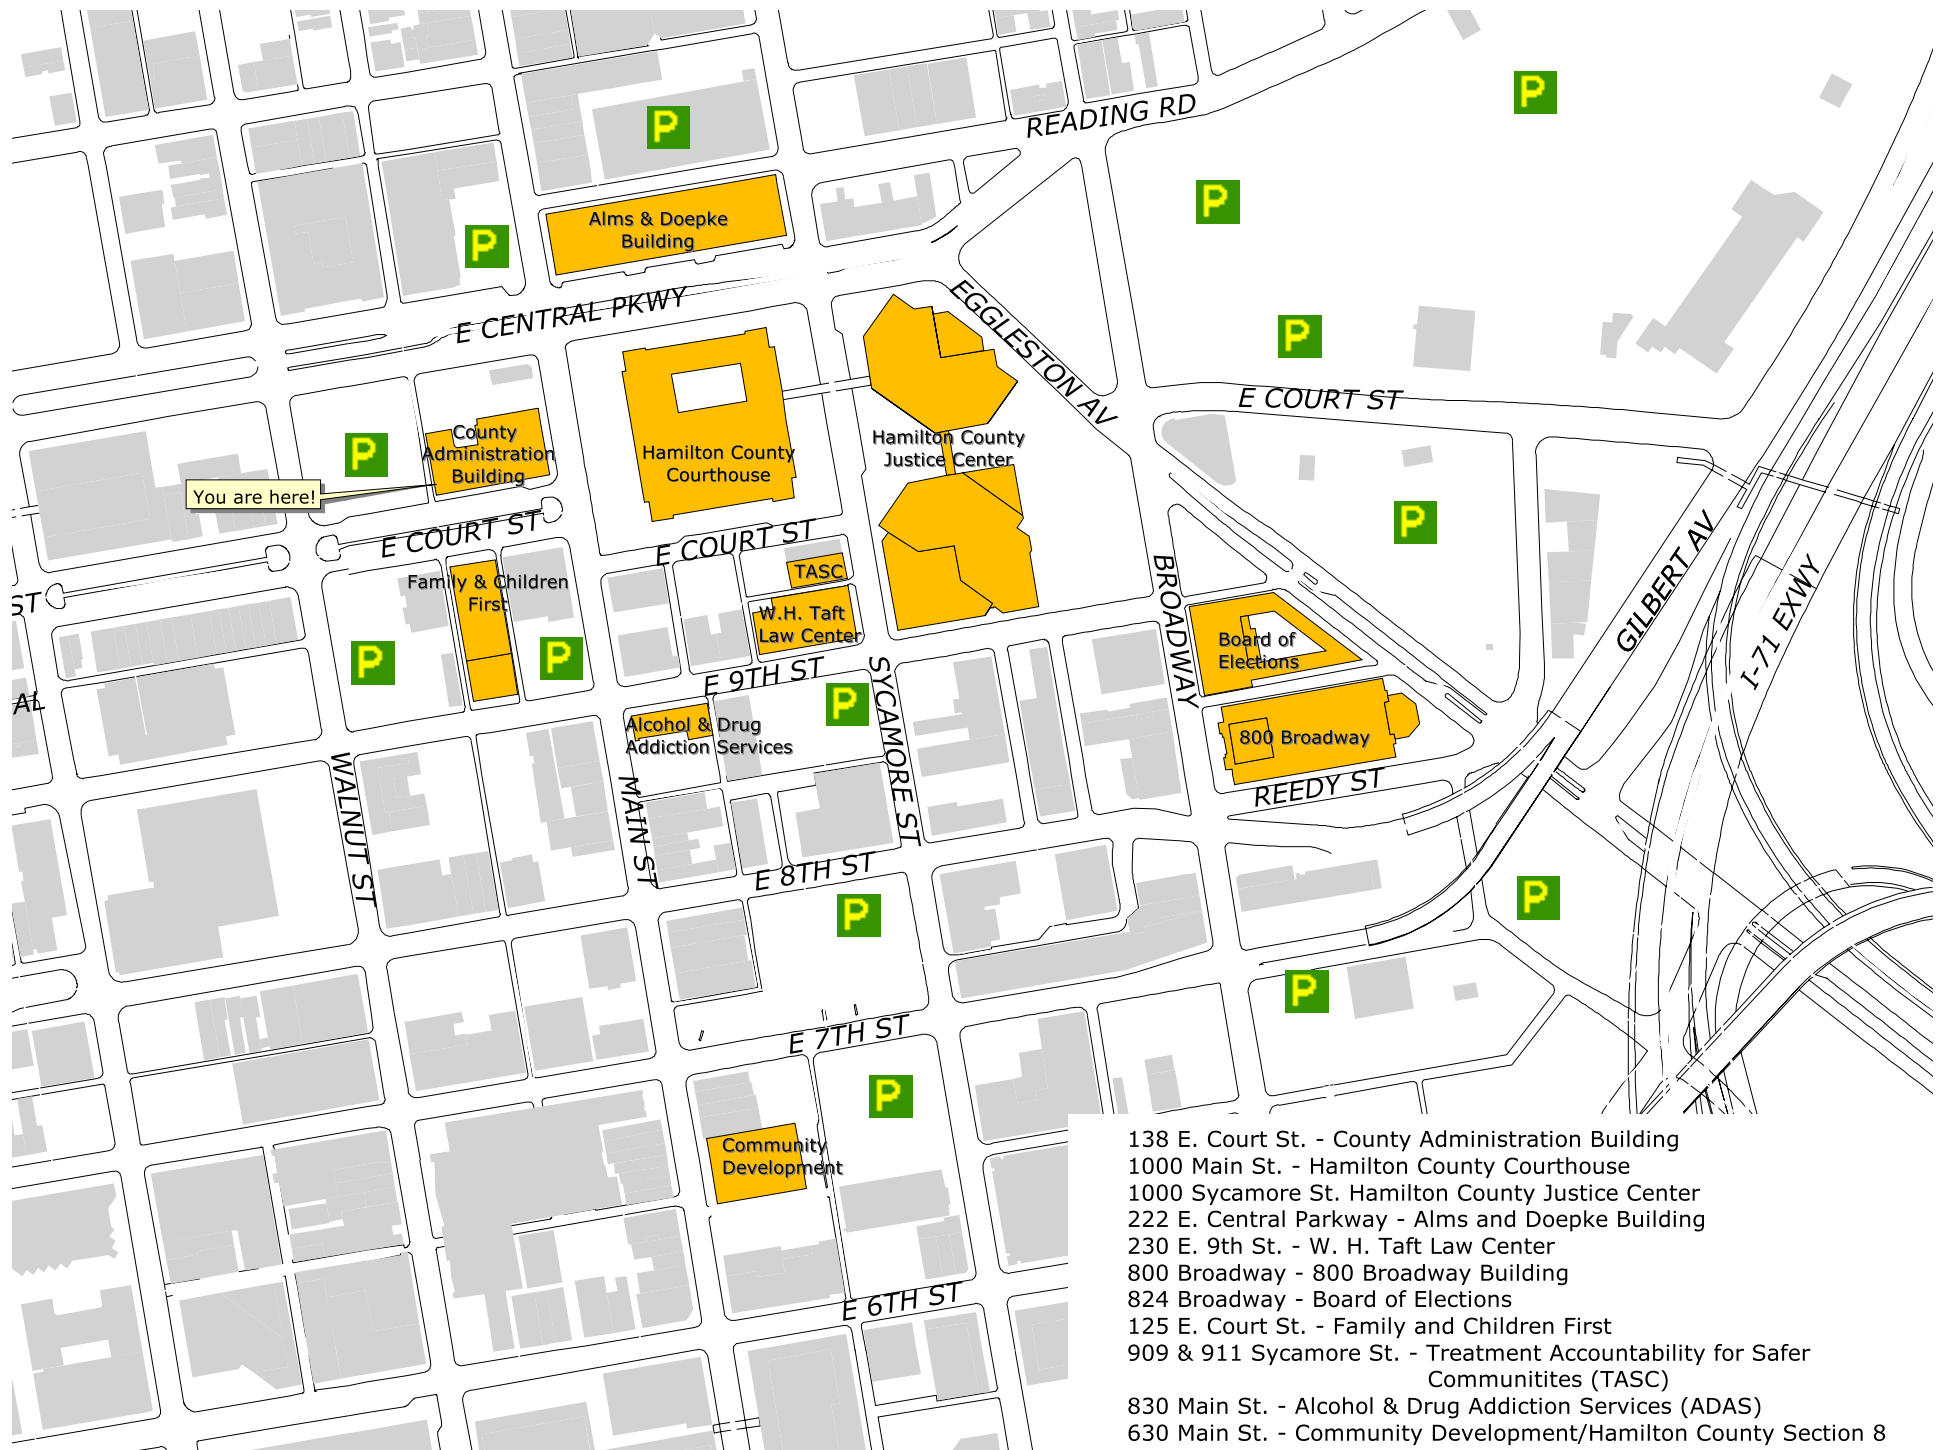 P
READING RD
P
P
Alms & Doepke
Building
P
E CENTRAL PKWY
EGGLESTON AV
P
E COURT ST
County
Administration
Building
P
Hamilton County
Courthouse
Hamilton County
Justice Center
You are here!
E COURT ST
E COURT ST
P
GILBERT AV
I-71 EXWY
BROADWAY
ST
Family & Children
First
TASC
W.H. Taft
Law Center
Board of
Elections
P
P
E 9TH ST
SYCAMORE ST
P
AL
Alcohol & Drug
Addiction Services
800 Broadway
REEDY ST
WALNUT ST
MAIN ST
E 8TH ST
P
P
P
E 7TH ST
P
Community
Development
E 6TH ST
138 E. Court St. - County Administration Building
1000 Main St. - Hamilton County Courthouse
1000 Sycamore St. Hamilton County Justice Center
222 E. Central Parkway - Alms and Doepke Building
230 E. 9th St. - W. H. Taft Law Center
800 Broadway - 800 Broadway Building
824 Broadway - Board of Elections
125 E. Court St. - Family and Children First
909 & 911 Sycamore St. - Treatment Accountability for Safer
Communitites (TASC)
830 Main St. - Alcohol & Drug Addiction Services (ADAS)
630 Main St. - Community Development/Hamilton County Section 8